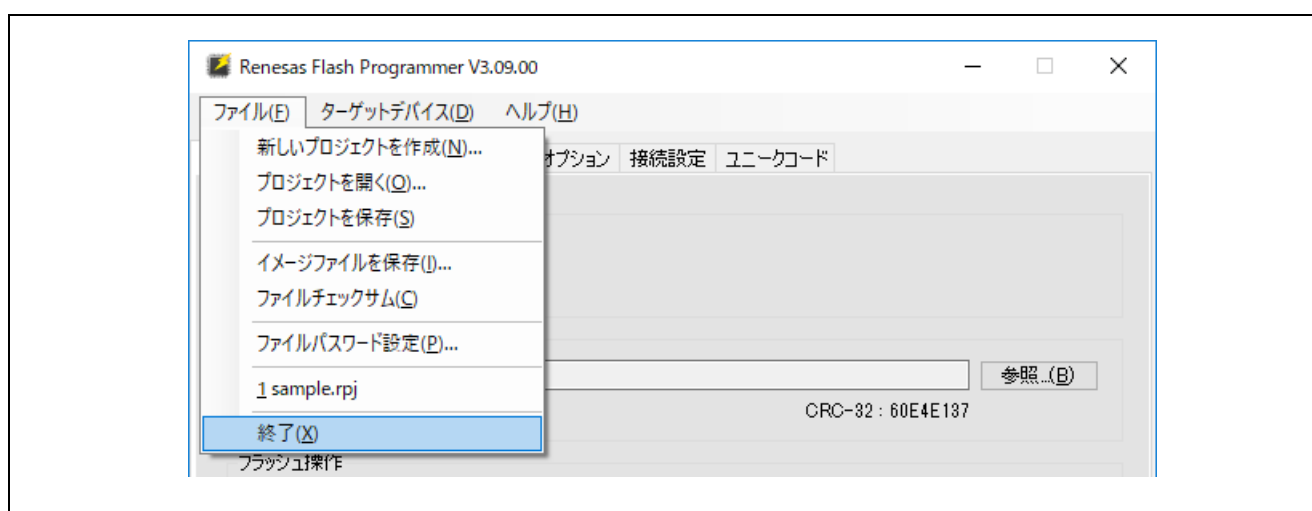 Renesas Flash Programmer V3.09.00
ファイル(F) ターゲットデバイス(D) ヘルプ(H)
新しいプロジェクトを作成(N)...
オプション 接続設定 ユニークコード
プロジェクトを開く(O)...
プロジェクトを保存(S)
イメージファイルを保存(I)...
ファイルチェックサム(C)
ファイルパスワード設定(P)...
参照...(B)
1 sample.rpj
CRC-32 : 60E4E137
終了(X)
フラッシュ操作